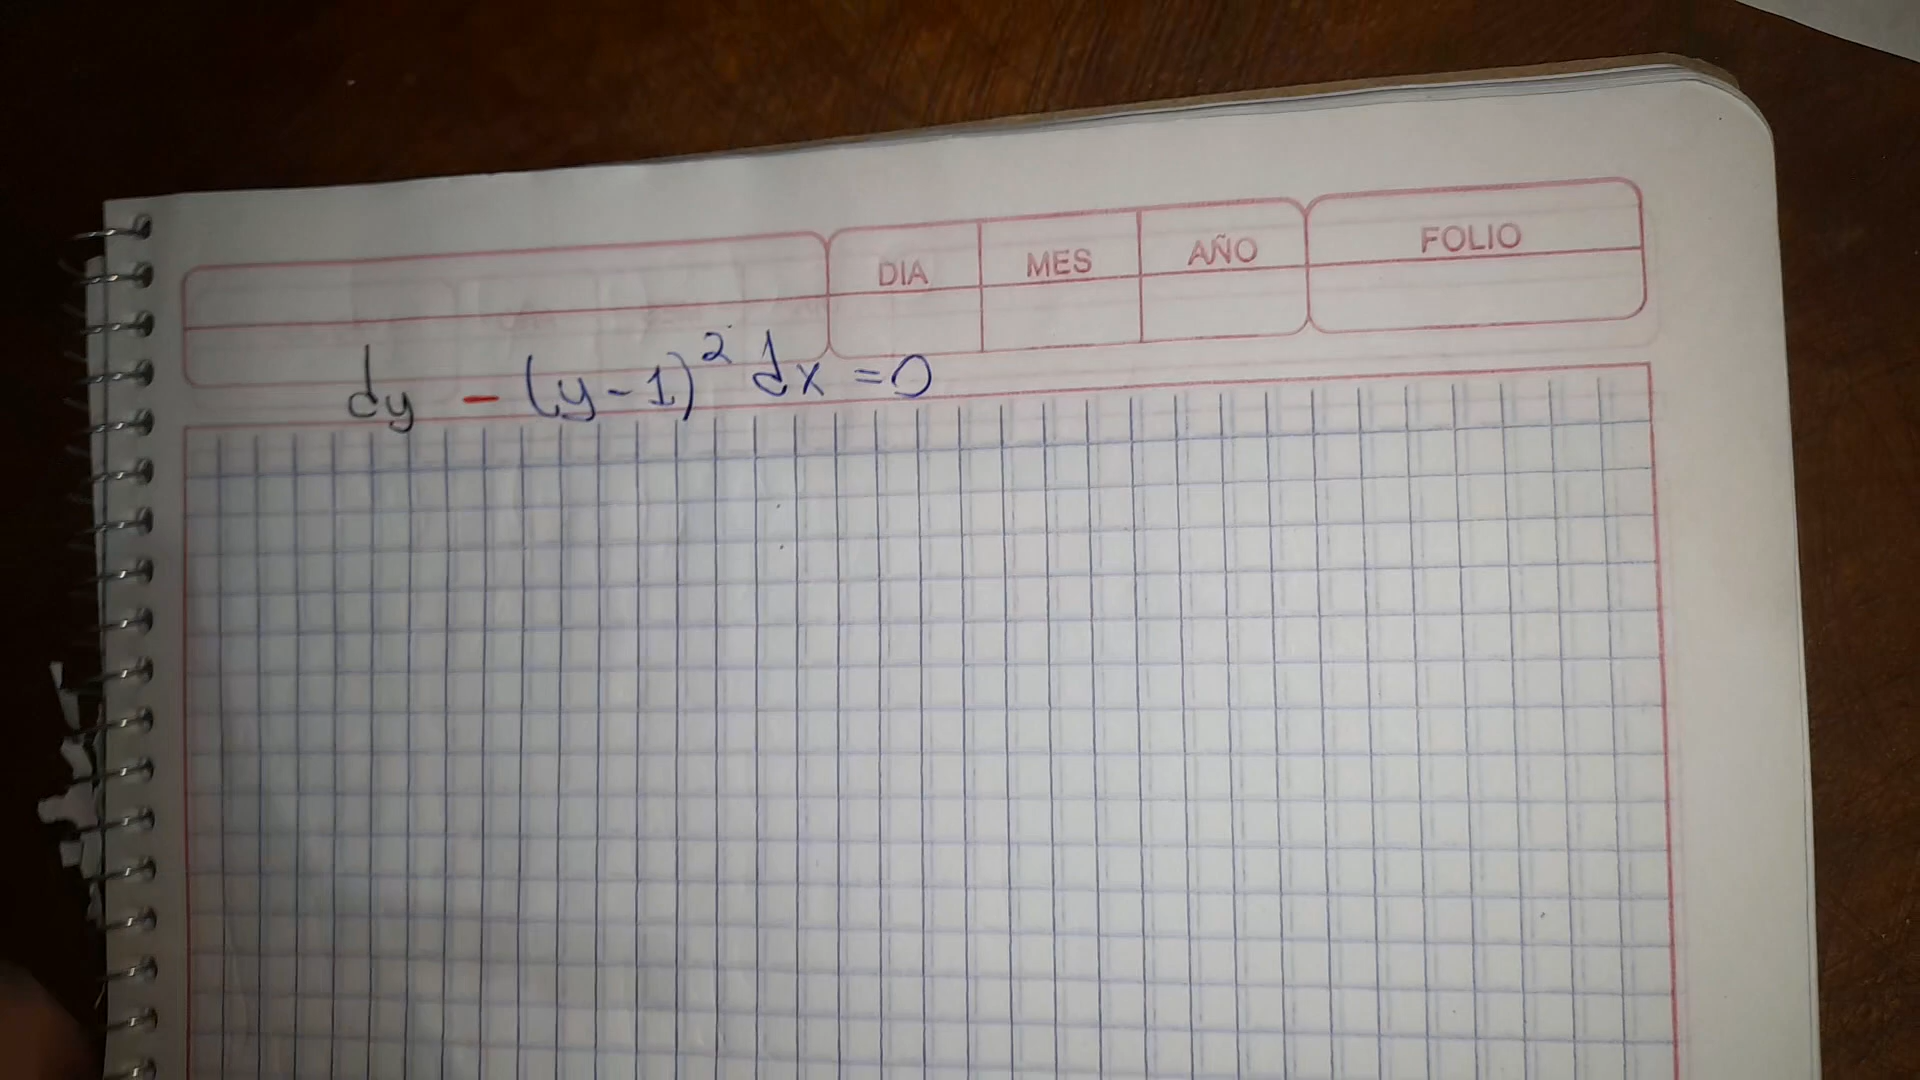 DIA MES AÑO FOLIO
dy - (y-1)² dx = 0